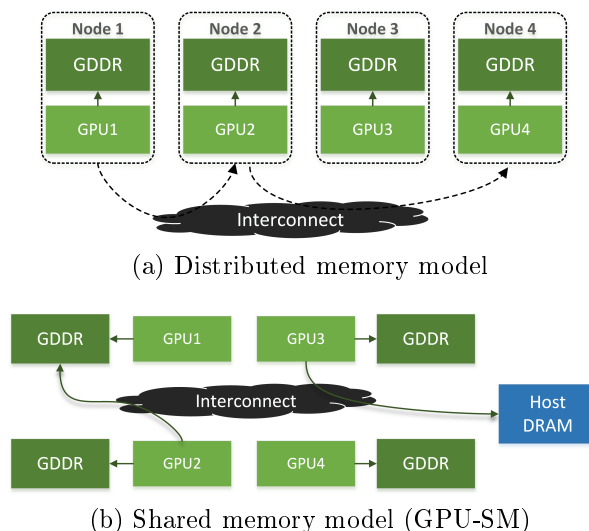 Node 1 Node 2 Node 3 Node 4
GDDR GDDR GDDR GDDR
GPU1 GPU2 GPU3 GPU4
Interconnect
(a) Distributed memory model
GDDR GPU1 GPU3 GDDR
Interconnect
Host
DRAM
GDDR GPU2 GPU4 GDDR
(b) Shared memory model (GPU-SM)